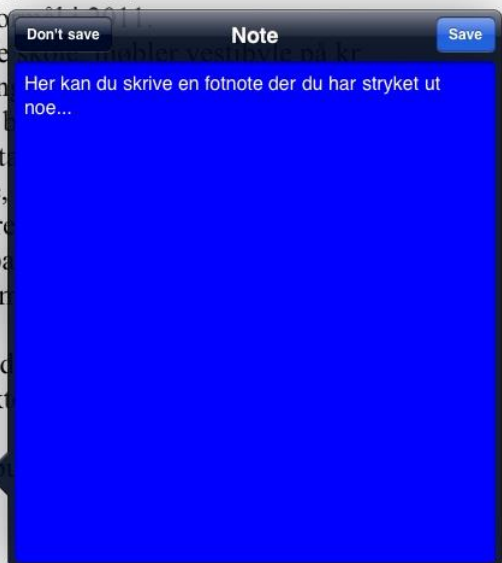 Don't save
Note
Save
Her kan du skrive en fotnote der du har stryket ut
noe...